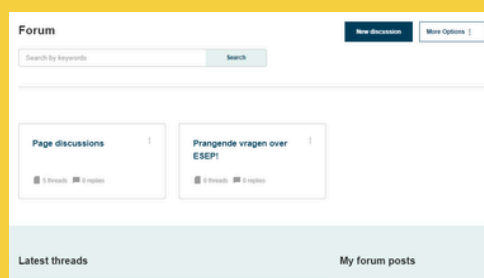 Forum
New discussion
More Options
Search by keywords
Search
Page discussions
Prangende vragen over
ESEP!
5 threads 0 replies
0 threads 0 replies
Latest threads
My forum posts